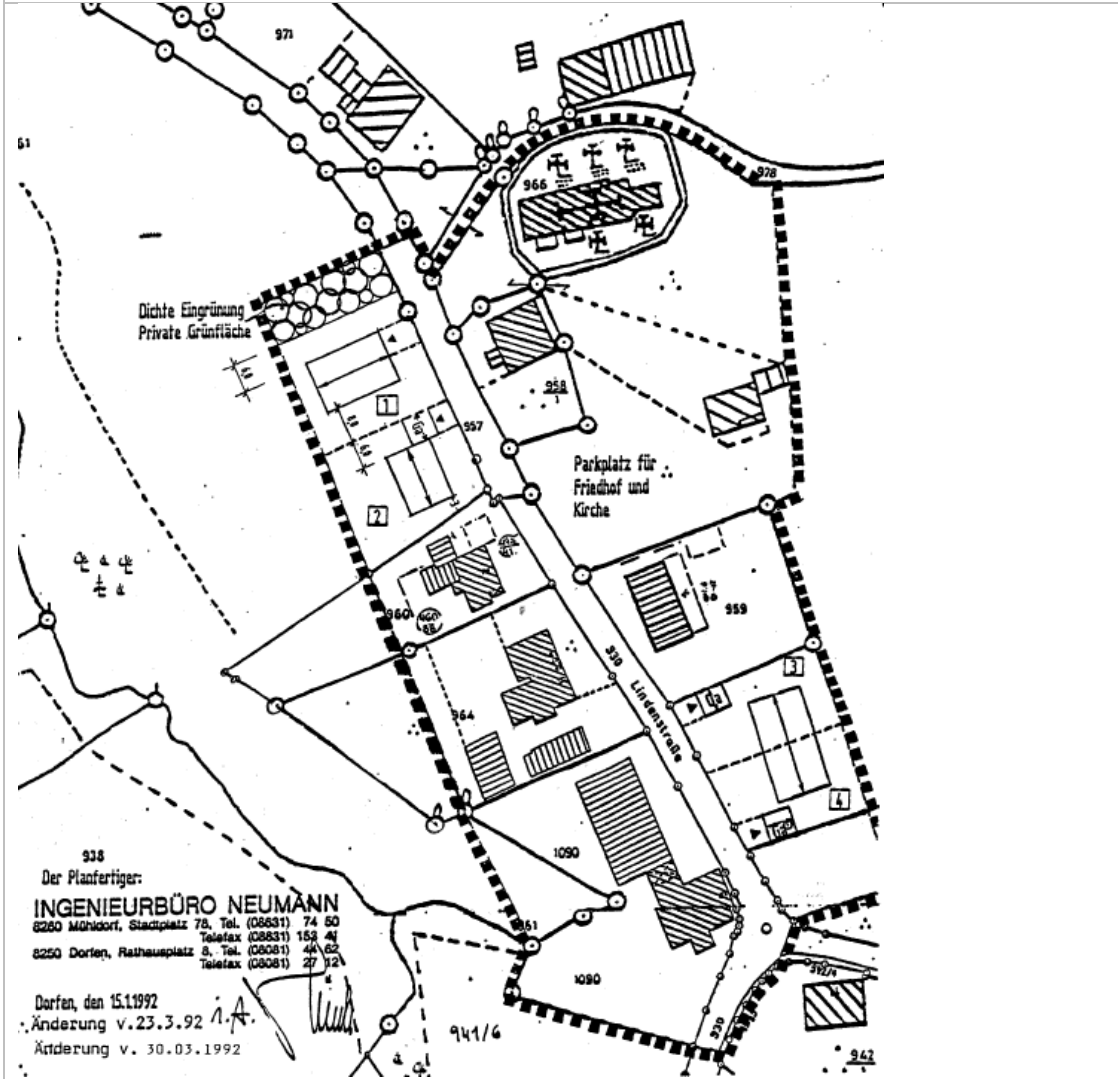 971
61
966
928
Dichte Eingrünung
Private Grünfläche
1
957
958
1
Parkplatz für
Friedhof und
Kirche
2
960
959
3
930
Lindenstraße
964
4
938
1090
Der Planfertiger:
INGENIEURBÜRO NEUMANN
8260 Mühldorf, Stadtplatz 78, Tel. (08631) 74 50
Telefax (08631) 153 41
8250 Dorfen, Rathausplatz 8, Tel. (08081) 44 62
Telefax (08081) 27 12
1090
Dorfen, den 15.1.1992
Änderung v.23.3.92 i.A.
Änderung v. 30.03.1992
941/6
930
942